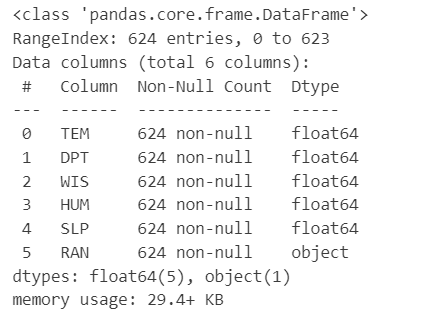 <class 'pandas.core.frame.DataFrame'>
RangeIndex: 624 entries, 0 to 623
Data columns (total 6 columns):
 #   Column  Non-Null Count  Dtype
---  ------  --------------  -----
 0   TEM     624 non-null    float64
 1   DPT     624 non-null    float64
 2   WIS     624 non-null    float64
 3   HUM     624 non-null    float64
 4   SLP     624 non-null    float64
 5   RAN     624 non-null    object
dtypes: float64(5), object(1)
memory usage: 29.4+ KB